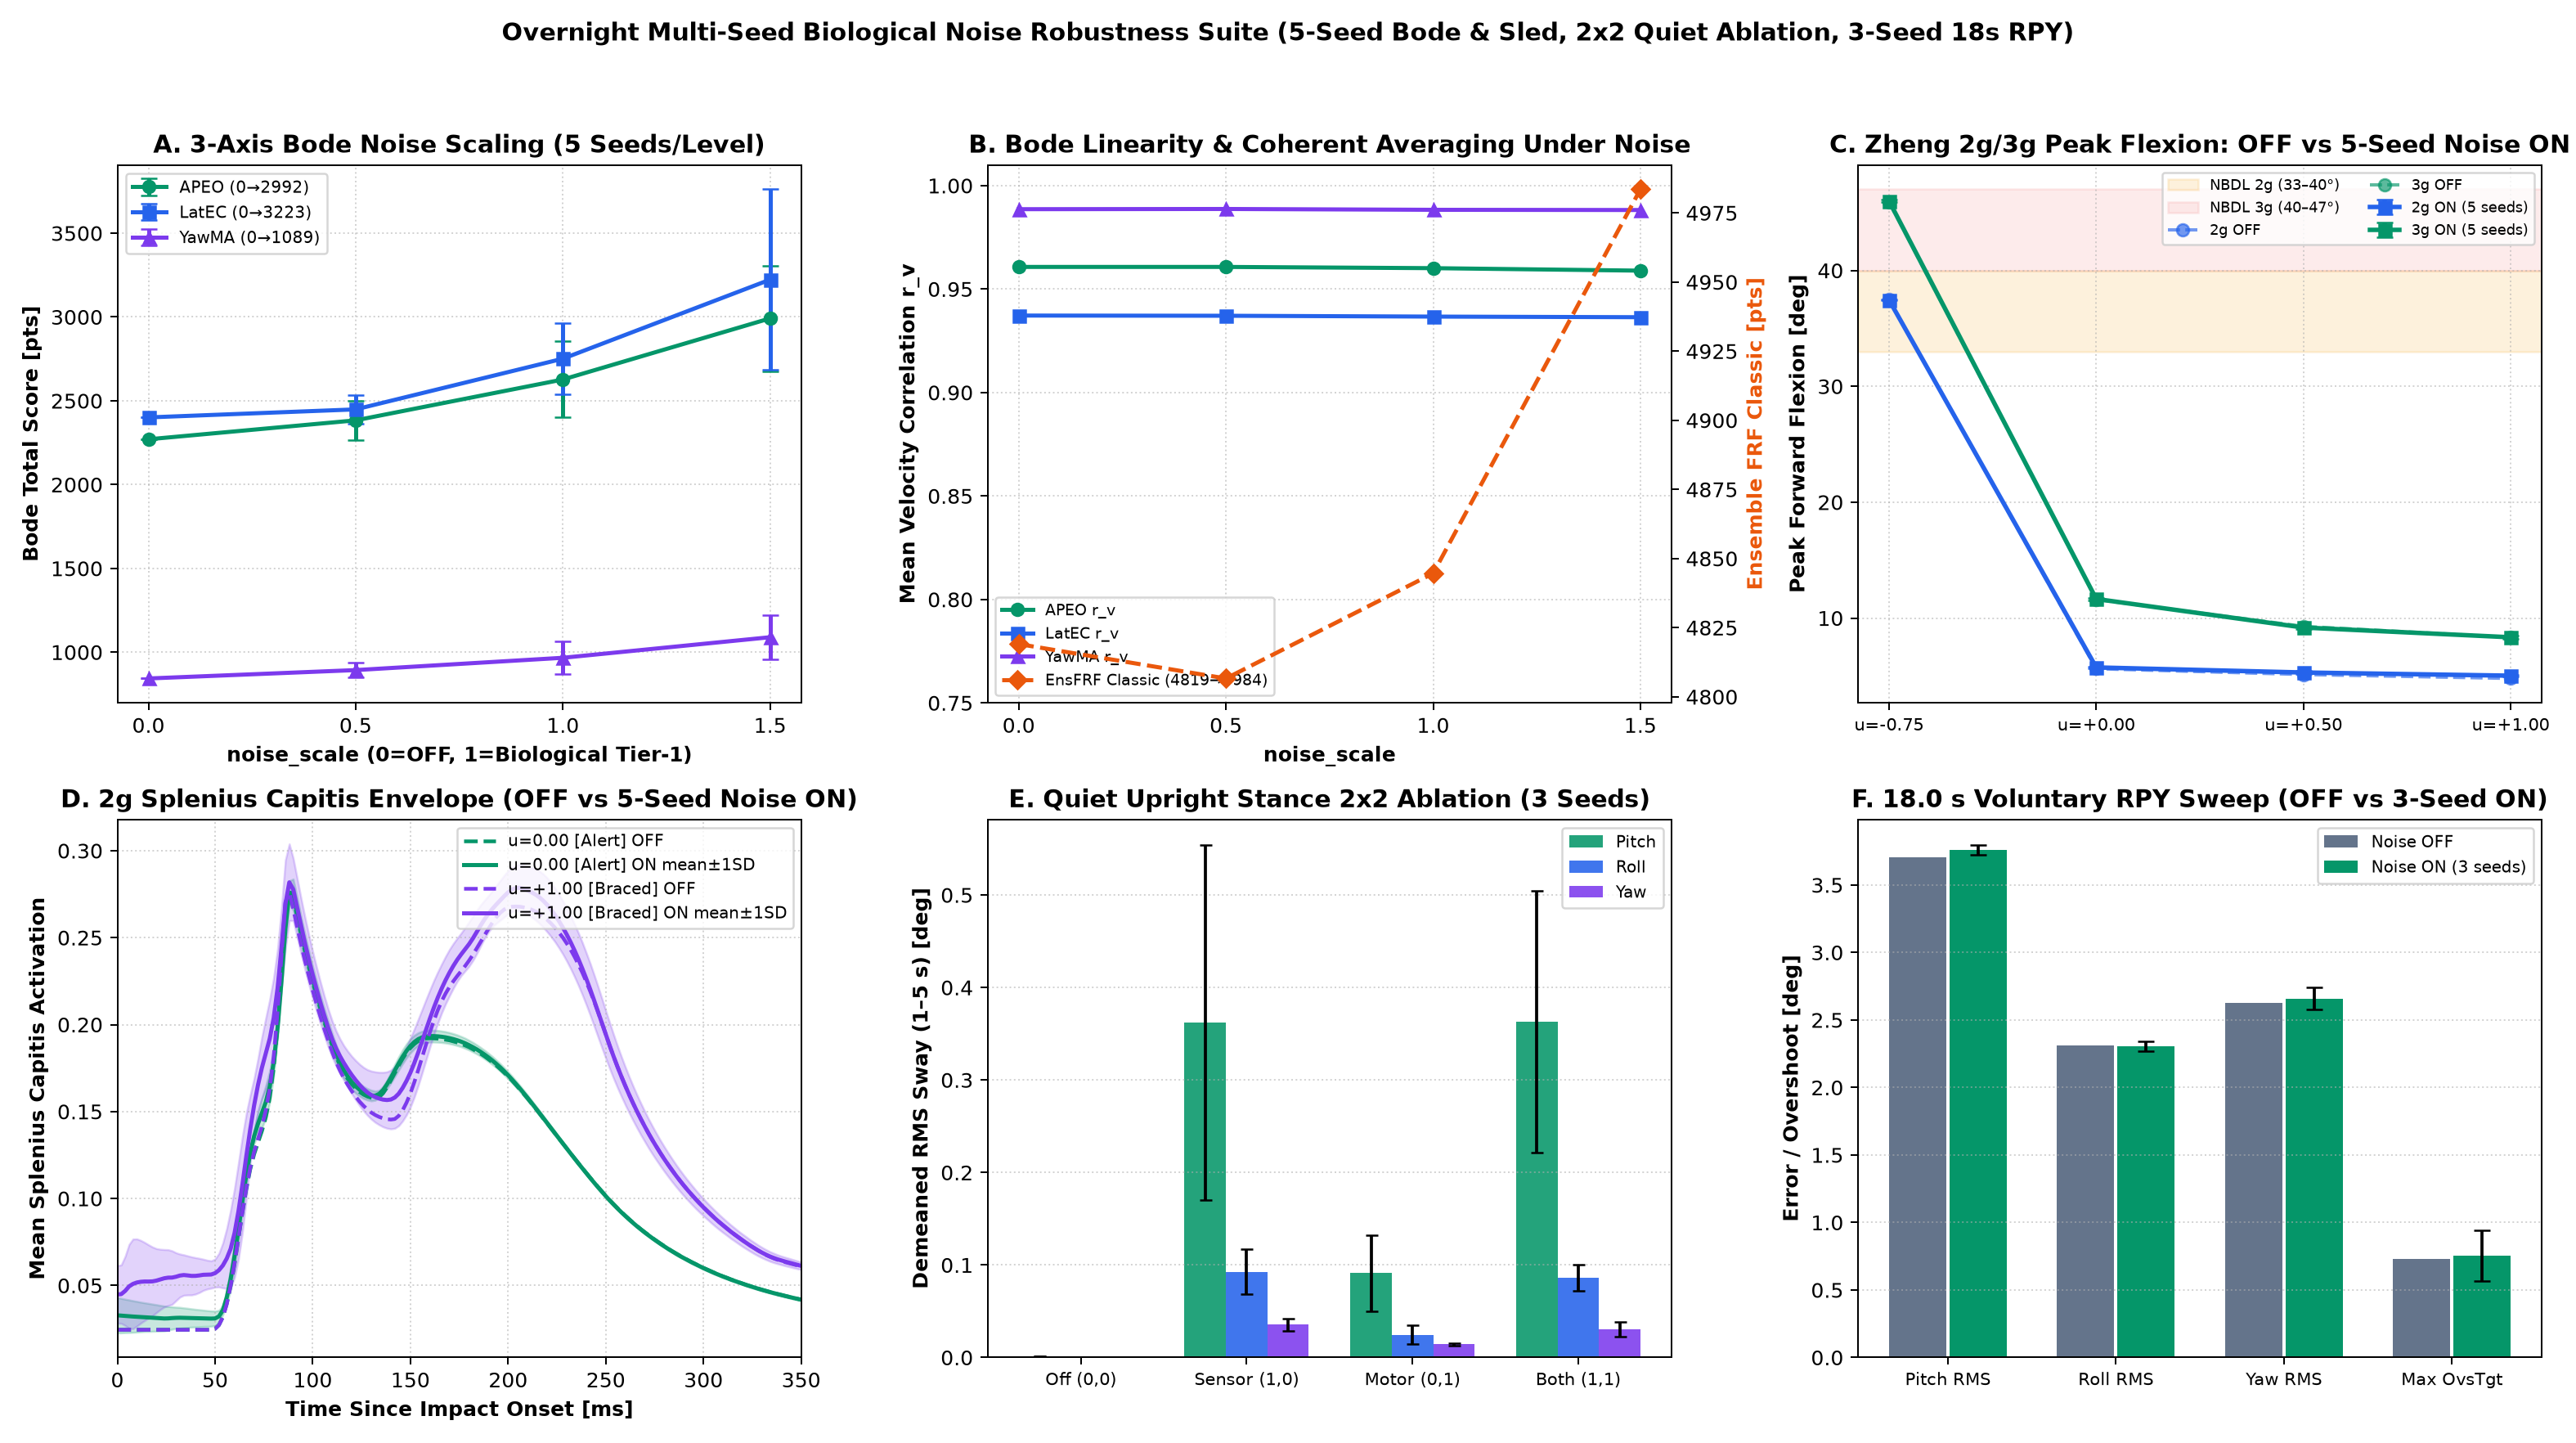 Overnight Multi-Seed Biological Noise Robustness Suite (5-Seed Bode & Sled, 2x2 Quiet Ablation, 3-Seed 18s RPY)
A. 3-Axis Bode Noise Scaling (5 Seeds/Level)
APEO (0→2992)
LatEC (0→3223)
YawMA (0→1089)
3500
3000
2500
2000
1500
1000
Bode Total Score [pts]
0.0
0.5
1.0
1.5
noise_scale (0=OFF, 1=Biological Tier-1)
B. Bode Linearity & Coherent Averaging Under Noise
1.00
0.95
0.90
0.85
0.80
0.75
Mean Velocity Correlation r_v
APEO r_v
LatEC r_v
YawMA r_v
EnsFRF Classic (4819→4984)
4975
4950
4925
4900
4875
4850
4825
4800
Ensemble FRF Classic [pts]
0.0
0.5
1.0
1.5
noise_scale
C. Zheng 2g/3g Peak Flexion: OFF vs 5-Seed Noise ON
NBDL 2g (33–40°)
NBDL 3g (40–47°)
2g OFF
3g OFF
2g ON (5 seeds)
3g ON (5 seeds)
40
30
20
10
Peak Forward Flexion [deg]
u=-0.75
u=+0.00
u=+0.50
u=+1.00
D. 2g Splenius Capitis Envelope (OFF vs 5-Seed Noise ON)
u=0.00 [Alert] OFF
u=0.00 [Alert] ON mean±1SD
u=+1.00 [Braced] OFF
u=+1.00 [Braced] ON mean±1SD
0.30
0.25
0.20
0.15
0.10
0.05
Mean Splenius Capitis Activation
0
50
100
150
200
250
300
350
Time Since Impact Onset [ms]
E. Quiet Upright Stance 2x2 Ablation (3 Seeds)
Pitch
Roll
Yaw
0.5
0.4
0.3
0.2
0.1
0.0
Demeaned RMS Sway (1–5 s) [deg]
Off (0,0)
Sensor (1,0)
Motor (0,1)
Both (1,1)
F. 18.0 s Voluntary RPY Sweep (OFF vs 3-Seed ON)
Noise OFF
Noise ON (3 seeds)
3.5
3.0
2.5
2.0
1.5
1.0
0.5
0.0
Error / Overshoot [deg]
Pitch RMS
Roll RMS
Yaw RMS
Max OvsTgt